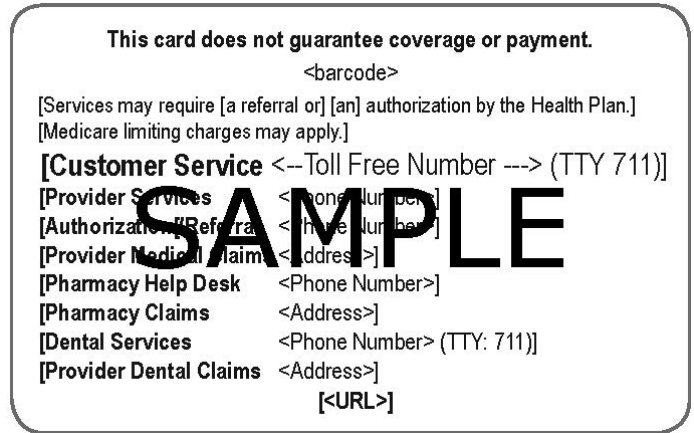 This card does not guarantee coverage or payment.
<barcode>
[Services may require [a referral or] [an] authorization by the Health Plan.]
[Medicare limiting charges may apply.]
[Customer Service <--Toll Free Number ---> (TTY 711)]
[Provider Services <Phone Number>]
[Authorization/[Referral <Phone Number>]
[Provider Medical Claims <Address>]
SAMPLE
[Pharmacy Help Desk <Phone Number>]
[Pharmacy Claims <Address>]
[Dental Services <Phone Number> (TTY: 711)]
[Provider Dental Claims <Address>]
[<URL>]